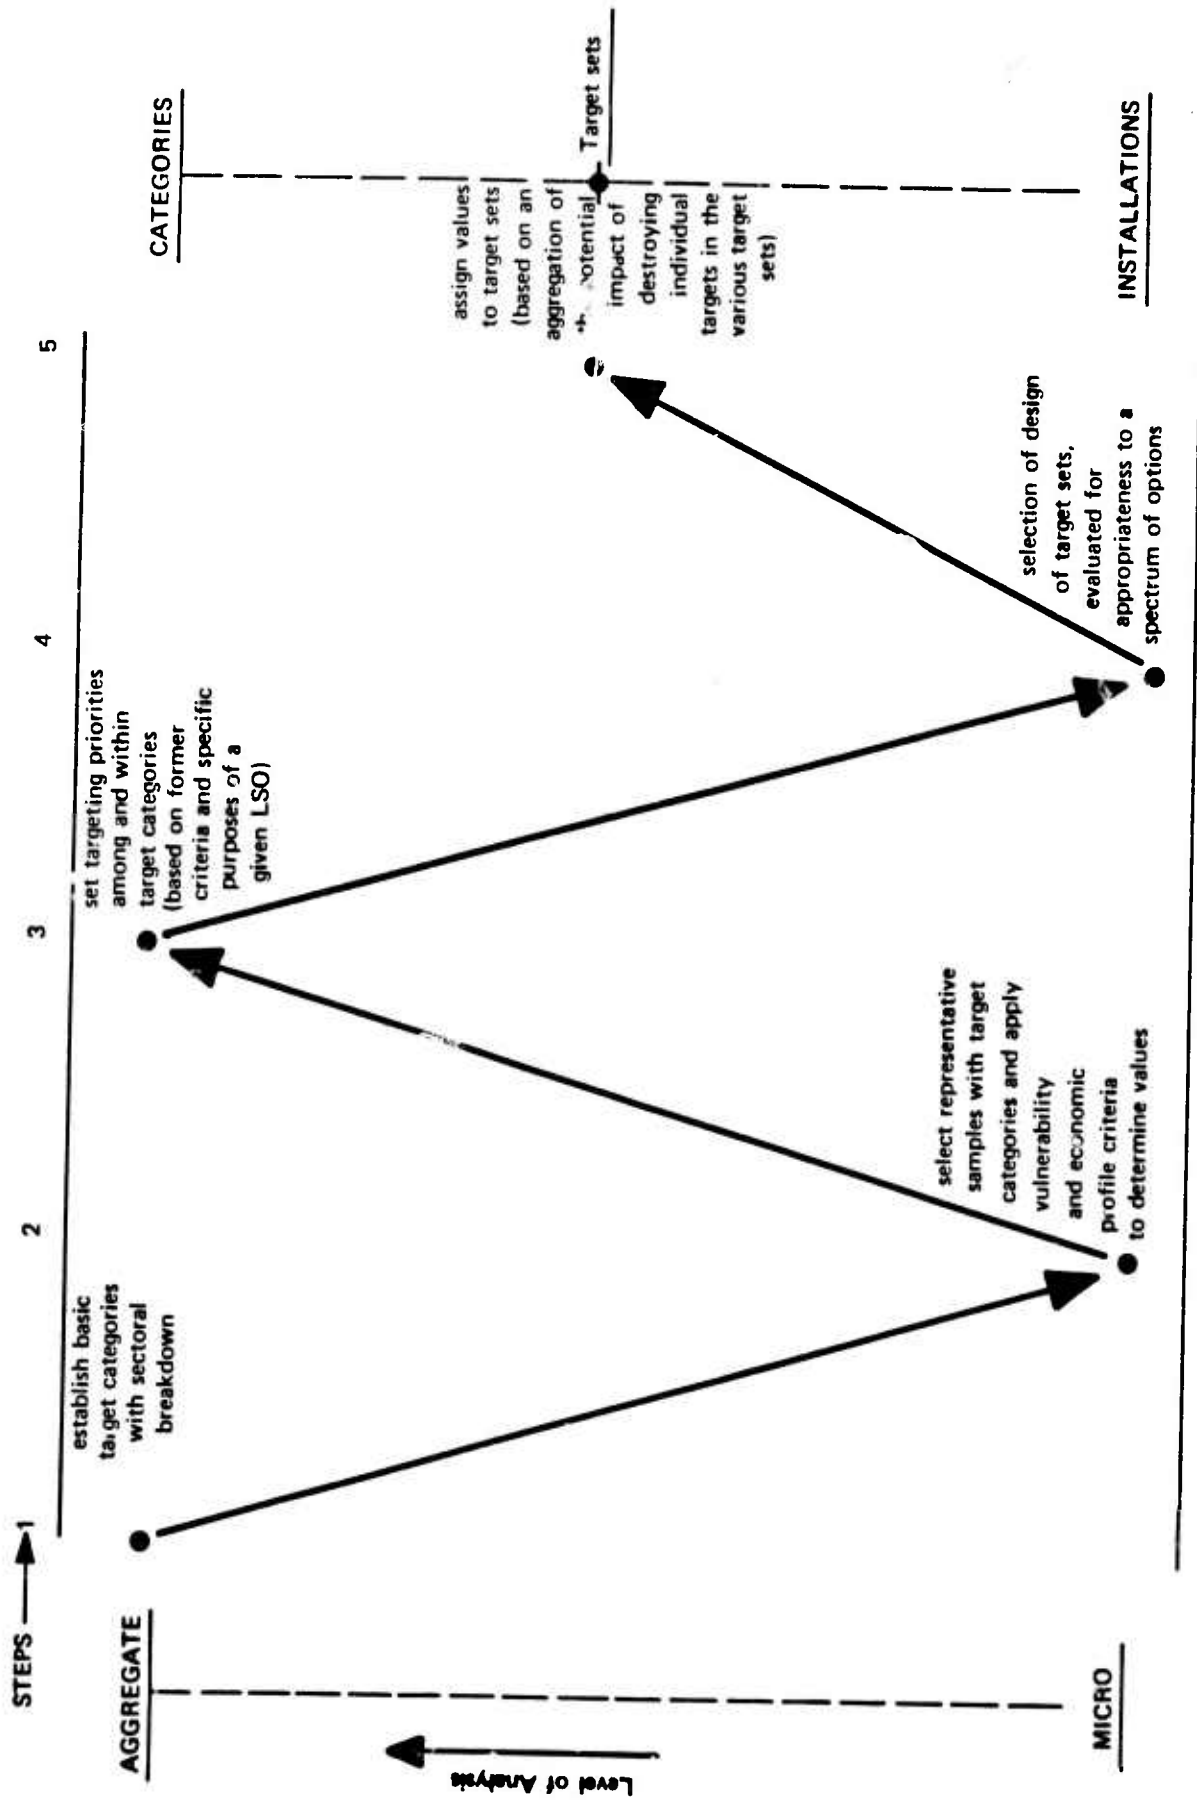 STEPS
1
2
3
4
5
AGGREGATE
establish basic
target categories
with sectoral
breakdown
set targeting priorities
among and within
target categories
(based on former
criteria and specific
purposes of a
given LSO)
CATEGORIES
Level of Analysis
assign values
to target sets
(based on an
aggregation of
potential
impact of
destroying
individual
targets in the
various target
sets)
Target sets
select representative
samples with target
categories and apply
vulnerability
and economic
profile criteria
to determine values
selection of design
of target sets,
evaluated for
appropriateness to a
spectrum of options
MICRO
INSTALLATIONS